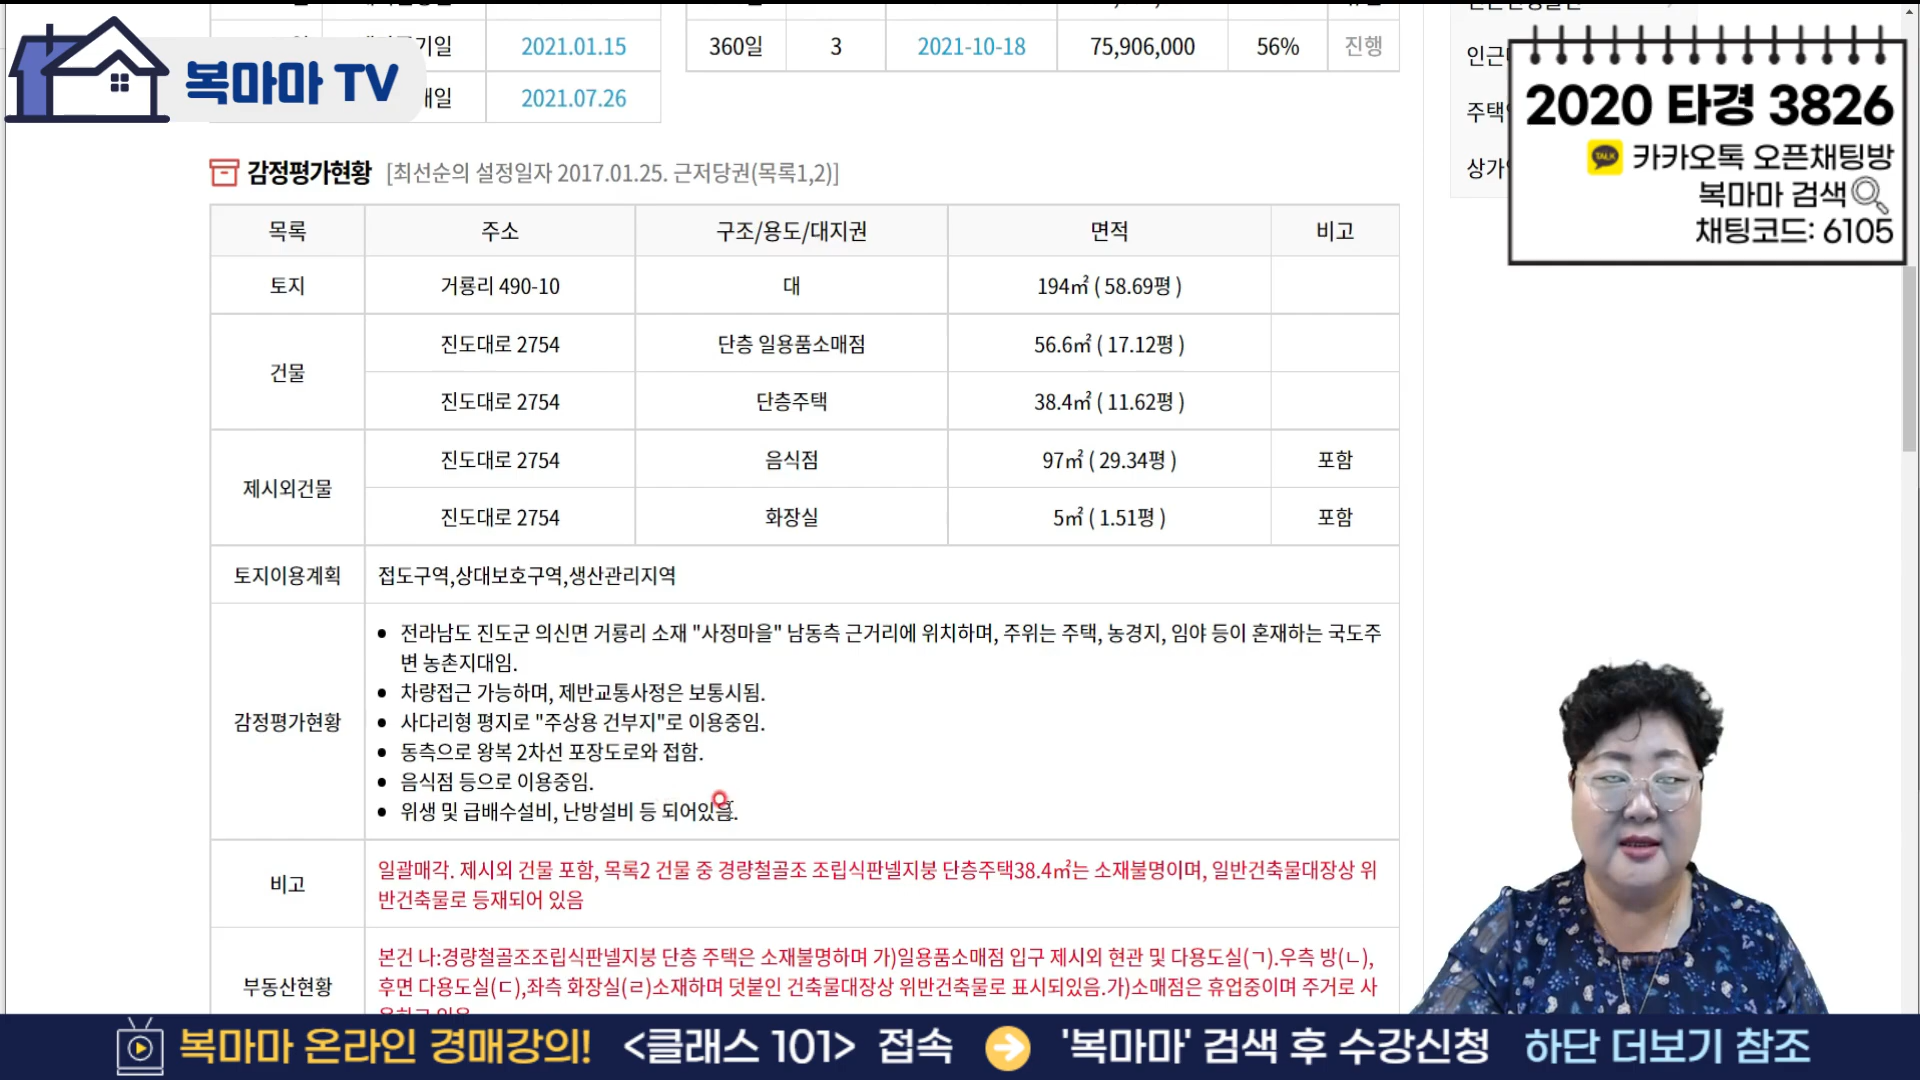 2021.01.15
360일 3 2021-10-18 75,906,000 56% 진행
복마마 TV
2021.07.26
인근
주택
상가
2020 타경 3826
TALK 카카오톡 오픈채팅방
복마마 검색
채팅코드: 6105
감정평가현황 [최선순의 설정일자 2017.01.25. 근저당권(목록1,2)]
목록 주소 구조/용도/대지권 면적 비고
토지 거룡리 490-10 대 194㎡ ( 58.69평 )
건물
진도대로 2754 단층 일용품소매점 56.6㎡ ( 17.12평 )
진도대로 2754 단층주택 38.4㎡ ( 11.62평 )
제시외건물
진도대로 2754 음식점 97㎡ ( 29.34평 ) 포함
진도대로 2754 화장실 5㎡ ( 1.51평 ) 포함
토지이용계획 접도구역,상대보호구역,생산관리지역
감정평가현황
전라남도 진도군 의신면 거룡리 소재 "사정마을" 남동측 근거리에 위치하며, 주위는 주택, 농경지, 임야 등이 혼재하는 국도주
변 농촌지대임.
차량접근 가능하며, 제반교통사정은 보통시됨.
사다리형 평지로 "주상용 건부지"로 이용중임.
동측으로 왕복 2차선 포장도로와 접함.
음식점 등으로 이용중임.
위생 및 급배수설비, 난방설비 등 되어있음.
비고
일괄매각. 제시외 건물 포함, 목록2 건물 중 경량철골조 조립식판넬지붕 단층주택38.4㎡는 소재불명이며, 일반건축물대장상 위
반건축물로 등재되어 있음
부동산현황
본건 나:경량철골조조립식판넬지붕 단층 주택은 소재불명하며 가)일용품소매점 입구 제시외 현관 및 다용도실(ㄱ).우측 방(ㄴ),
후면 다용도실(ㄷ),좌측 화장실(ㄹ)소재하며 덧붙인 건축물대장상 위반건축물로 표시되있음.가)소매점은 휴업중이며 주거로 사
복마마 온라인 경매강의! <클래스 101> 접속 '복마마' 검색 후 수강신청 하단 더보기 참조